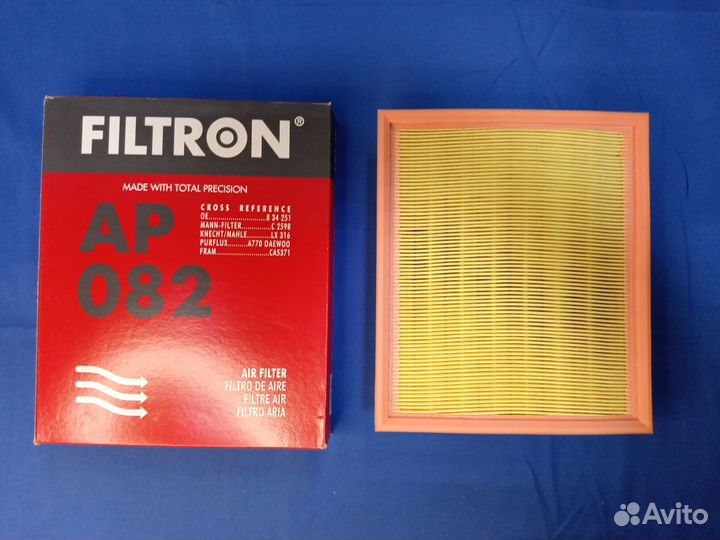 FILTRON®
MADE WITH TOTAL PRECISION
AP
082
CROSS REFERENCE
OE........................8 34 251
MANN-FILTER............C 2598
KNECHT/MAHLE..........LX 316
PURFLUX.......A770 DAEWOO
FRAM......................CA5371
AIR FILTER
FILTRO DE AIRE
FILTRE AIR
FILTRO ARIA
Avito